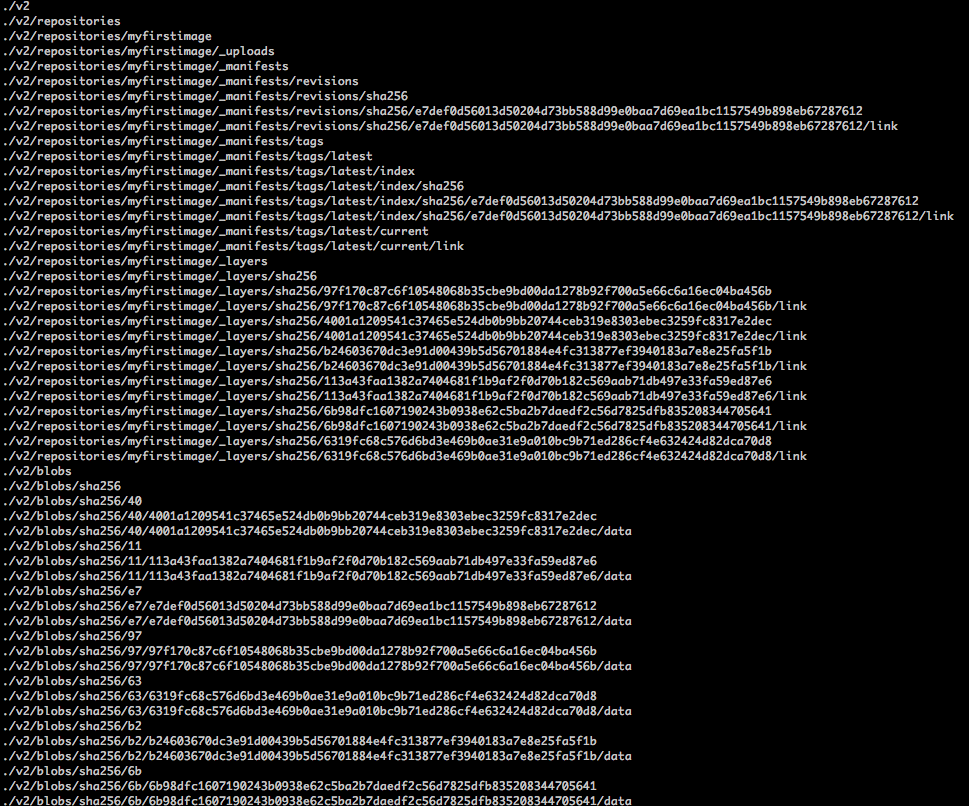 ./v2
./v2/repositories
./v2/repositories/myfirstimage
./v2/repositories/myfirstimage/_uploads
./v2/repositories/myfirstimage/_manifests
./v2/repositories/myfirstimage/_manifests/revisions
./v2/repositories/myfirstimage/_manifests/revisions/sha256
./v2/repositories/myfirstimage/_manifests/revisions/sha256/e7def0d56013d50204d73bb588d99e0baa7d69ea1bc1157549b898eb67287612
./v2/repositories/myfirstimage/_manifests/revisions/sha256/e7def0d56013d50204d73bb588d99e0baa7d69ea1bc1157549b898eb67287612/link
./v2/repositories/myfirstimage/_manifests/tags
./v2/repositories/myfirstimage/_manifests/tags/latest
./v2/repositories/myfirstimage/_manifests/tags/latest/index
./v2/repositories/myfirstimage/_manifests/tags/latest/index/sha256
./v2/repositories/myfirstimage/_manifests/tags/latest/index/sha256/e7def0d56013d50204d73bb588d99e0baa7d69ea1bc1157549b898eb67287612
./v2/repositories/myfirstimage/_manifests/tags/latest/index/sha256/e7def0d56013d50204d73bb588d99e0baa7d69ea1bc1157549b898eb67287612/link
./v2/repositories/myfirstimage/_manifests/tags/latest/current
./v2/repositories/myfirstimage/_manifests/tags/latest/current/link
./v2/repositories/myfirstimage/_layers
./v2/repositories/myfirstimage/_layers/sha256
./v2/repositories/myfirstimage/_layers/sha256/97f170c87c6f10548068b35cbe9bd00da1278b92f700a5e66c6a16ec04ba456b
./v2/repositories/myfirstimage/_layers/sha256/97f170c87c6f10548068b35cbe9bd00da1278b92f700a5e66c6a16ec04ba456b/link
./v2/repositories/myfirstimage/_layers/sha256/4001a1209541c37465e524db0b9bb20744ceb319e8303ebec3259fc8317e2dec
./v2/repositories/myfirstimage/_layers/sha256/4001a1209541c37465e524db0b9bb20744ceb319e8303ebec3259fc8317e2dec/link
./v2/repositories/myfirstimage/_layers/sha256/b24603670dc3e91d00439b5d56701884e4fc313877ef3940183a7e8e25fa5f1b
./v2/repositories/myfirstimage/_layers/sha256/b24603670dc3e91d00439b5d56701884e4fc313877ef3940183a7e8e25fa5f1b/link
./v2/repositories/myfirstimage/_layers/sha256/113a43faa1382a7404681f1b9af2f0d70b182c569aab71db497e33fa59ed87e6
./v2/repositories/myfirstimage/_layers/sha256/113a43faa1382a7404681f1b9af2f0d70b182c569aab71db497e33fa59ed87e6/link
./v2/repositories/myfirstimage/_layers/sha256/6b98dfc1607190243b0938e62c5ba2b7daedf2c56d7825dfb835208344705641
./v2/repositories/myfirstimage/_layers/sha256/6b98dfc1607190243b0938e62c5ba2b7daedf2c56d7825dfb835208344705641/link
./v2/repositories/myfirstimage/_layers/sha256/6319fc68c576d6bd3e469b0ae31e9a010bc9b71ed286cf4e632424d82dca70d8
./v2/repositories/myfirstimage/_layers/sha256/6319fc68c576d6bd3e469b0ae31e9a010bc9b71ed286cf4e632424d82dca70d8/link
./v2/blobs
./v2/blobs/sha256
./v2/blobs/sha256/40
./v2/blobs/sha256/40/4001a1209541c37465e524db0b9bb20744ceb319e8303ebec3259fc8317e2dec
./v2/blobs/sha256/40/4001a1209541c37465e524db0b9bb20744ceb319e8303ebec3259fc8317e2dec/data
./v2/blobs/sha256/11
./v2/blobs/sha256/11/113a43faa1382a7404681f1b9af2f0d70b182c569aab71db497e33fa59ed87e6
./v2/blobs/sha256/11/113a43faa1382a7404681f1b9af2f0d70b182c569aab71db497e33fa59ed87e6/data
./v2/blobs/sha256/e7
./v2/blobs/sha256/e7/e7def0d56013d50204d73bb588d99e0baa7d69ea1bc1157549b898eb67287612
./v2/blobs/sha256/e7/e7def0d56013d50204d73bb588d99e0baa7d69ea1bc1157549b898eb67287612/data
./v2/blobs/sha256/97
./v2/blobs/sha256/97/97f170c87c6f10548068b35cbe9bd00da1278b92f700a5e66c6a16ec04ba456b
./v2/blobs/sha256/97/97f170c87c6f10548068b35cbe9bd00da1278b92f700a5e66c6a16ec04ba456b/data
./v2/blobs/sha256/63
./v2/blobs/sha256/63/6319fc68c576d6bd3e469b0ae31e9a010bc9b71ed286cf4e632424d82dca70d8
./v2/blobs/sha256/63/6319fc68c576d6bd3e469b0ae31e9a010bc9b71ed286cf4e632424d82dca70d8/data
./v2/blobs/sha256/b2
./v2/blobs/sha256/b2/b24603670dc3e91d00439b5d56701884e4fc313877ef3940183a7e8e25fa5f1b
./v2/blobs/sha256/b2/b24603670dc3e91d00439b5d56701884e4fc313877ef3940183a7e8e25fa5f1b/data
./v2/blobs/sha256/6b
./v2/blobs/sha256/6b/6b98dfc1607190243b0938e62c5ba2b7daedf2c56d7825dfb835208344705641
./v2/blobs/sha256/6b/6b98dfc1607190243b0938e62c5ba2b7daedf2c56d7825dfb835208344705641/data